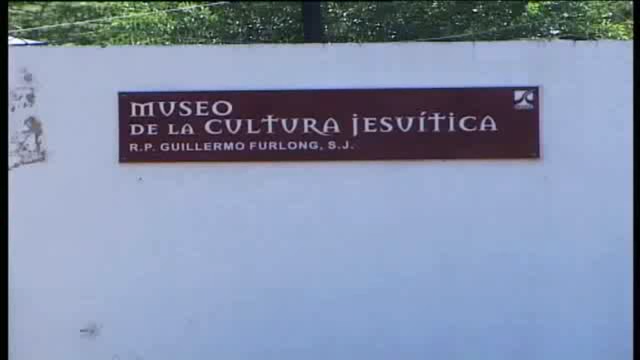 MUSEO
DE LA CULTURA JESUÍTICA
R.P. GUILLERMO FURLONG, S.J.